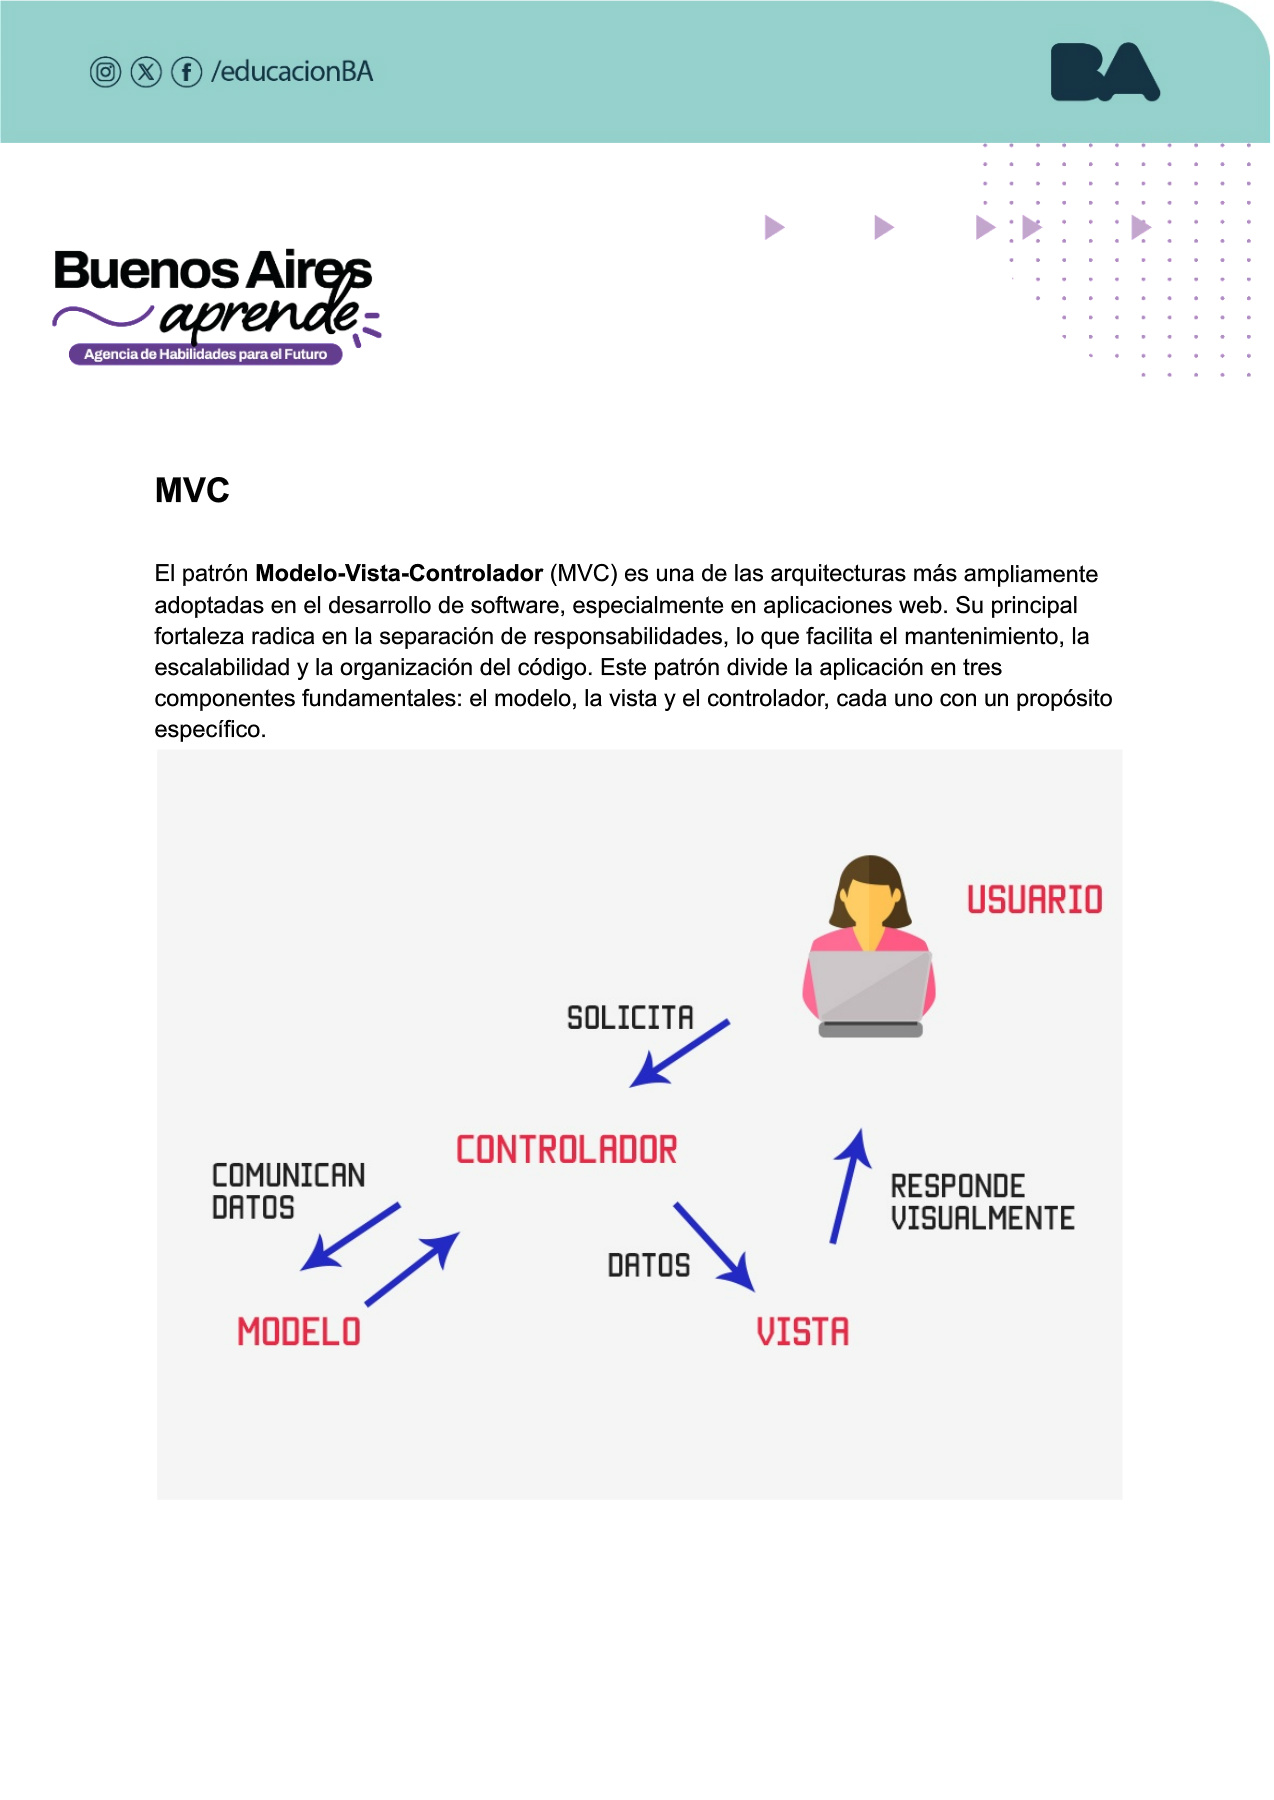 /educacionBA
BA
Buenos Aires
aprende
Agencia de Habilidades para el Futuro
MVC
El patrón Modelo-Vista-Controlador (MVC) es una de las arquitecturas más ampliamente
adoptadas en el desarrollo de software, especialmente en aplicaciones web. Su principal
fortaleza radica en la separación de responsabilidades, lo que facilita el mantenimiento, la
escalabilidad y la organización del código. Este patrón divide la aplicación en tres
componentes fundamentales: el modelo, la vista y el controlador, cada uno con un propósito
específico.
USUARIO
SOLICITA
CONTROLADOR
COMUNICAN
DATOS
RESPONDE
VISUALMENTE
DATOS
MODELO
VISTA